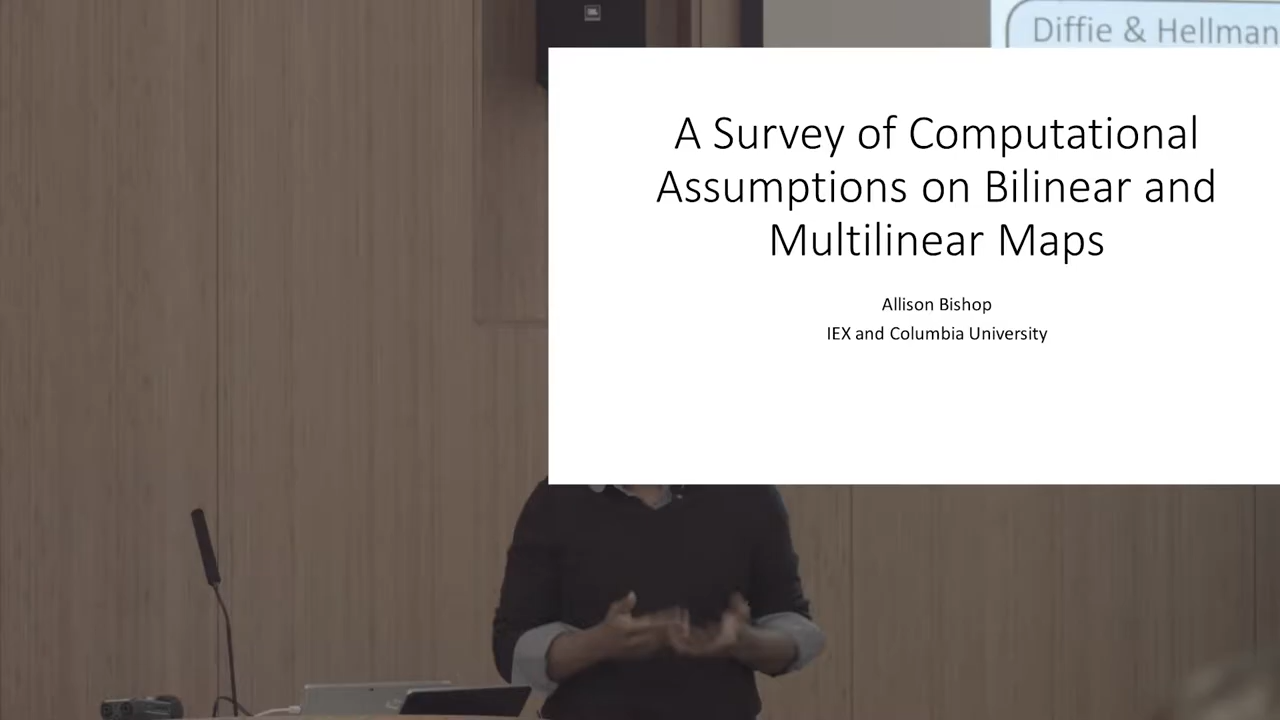 Diffie & Hellman
A Survey of Computational
Assumptions on Bilinear and
Multilinear Maps
Allison Bishop
IEX and Columbia University